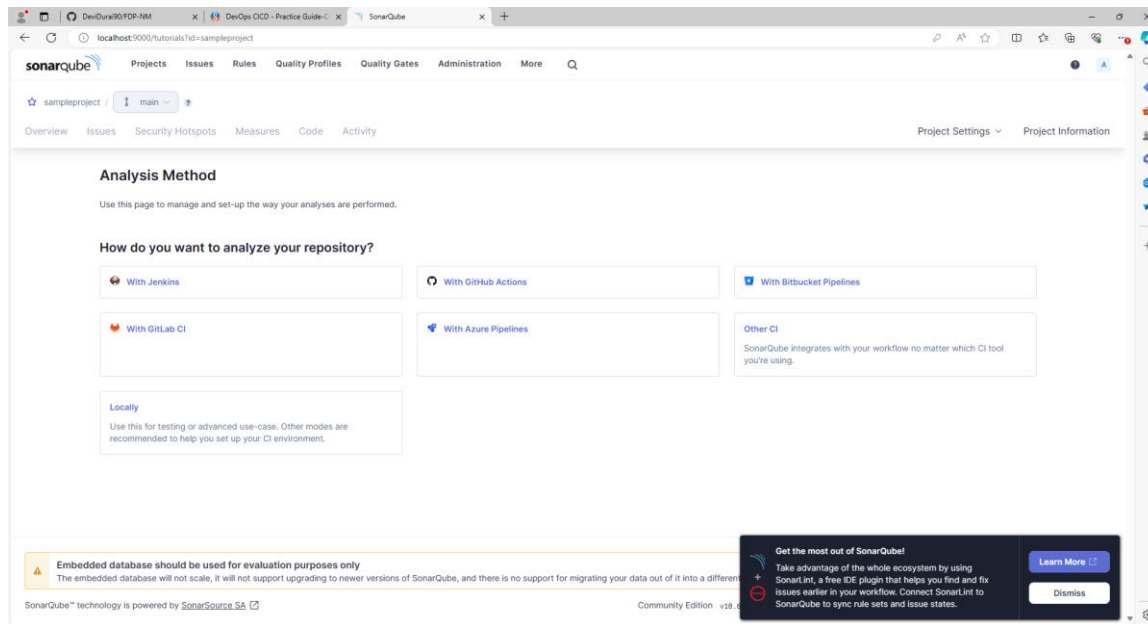 DeviDurai90/FDP-NM
DevOps CICD - Practice Guide-C
SonarQube
localhost:9000/tutorials?id=sampleproject
sonarqube Projects Issues Rules Quality Profiles Quality Gates Administration More
A
sampleproject / main ?
Overview Issues Security Hotspots Measures Code Activity Project Settings Project Information
Analysis Method
Use this page to manage and set-up the way your analyses are performed.
How do you want to analyze your repository?
With Jenkins
With GitHub Actions
With Bitbucket Pipelines
With GitLab CI
With Azure Pipelines
Other CI
SonarQube integrates with your workflow no matter which CI tool
you're using.
Locally
Use this for testing or advanced use-case. Other modes are
recommended to help you set up your CI environment.
Embedded database should be used for evaluation purposes only
The embedded database will not scale, it will not support upgrading to newer versions of SonarQube, and there is no support for migrating your data out of it into a different
SonarQube™ technology is powered by SonarSource SA
Community Edition
Get the most out of SonarQube!
Take advantage of the whole ecosystem by using
SonarLint, a free IDE plugin that helps you find and fix
issues earlier in your workflow. Connect SonarLint to
SonarQube to sync rule sets and issue states.
Learn More
Dismiss